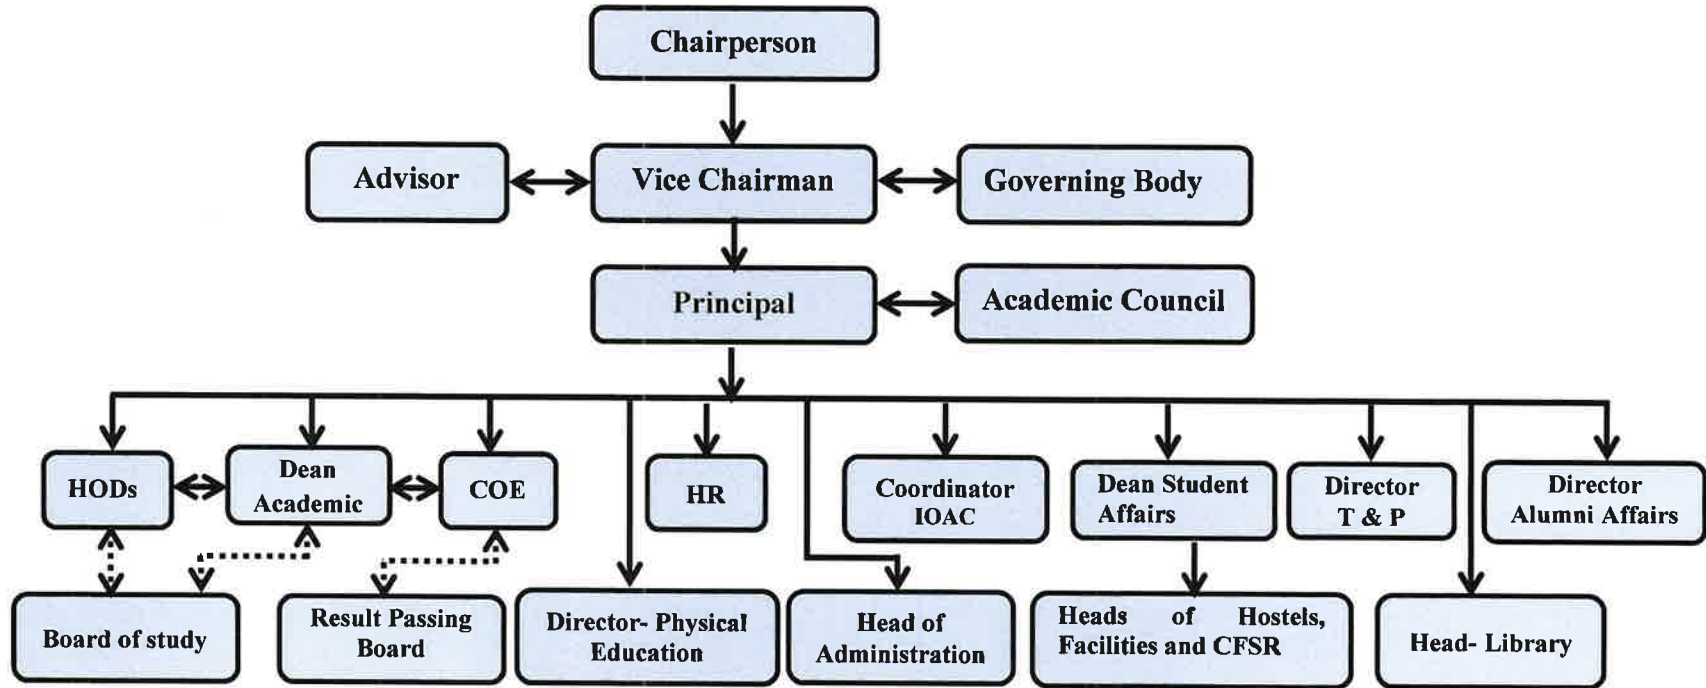 Chairperson
Advisor
Vice Chairman
Governing Body
Principal
Academic Council
HODs
Dean
Academic
COE
HR
Coordinator
IOAC
Dean Student
Affairs
Director
T & P
Director
Alumni Affairs
Board of study
Result Passing
Board
Director- Physical
Education
Head of
Administration
Heads of Hostels,
Facilities and CFSR
Head- Library